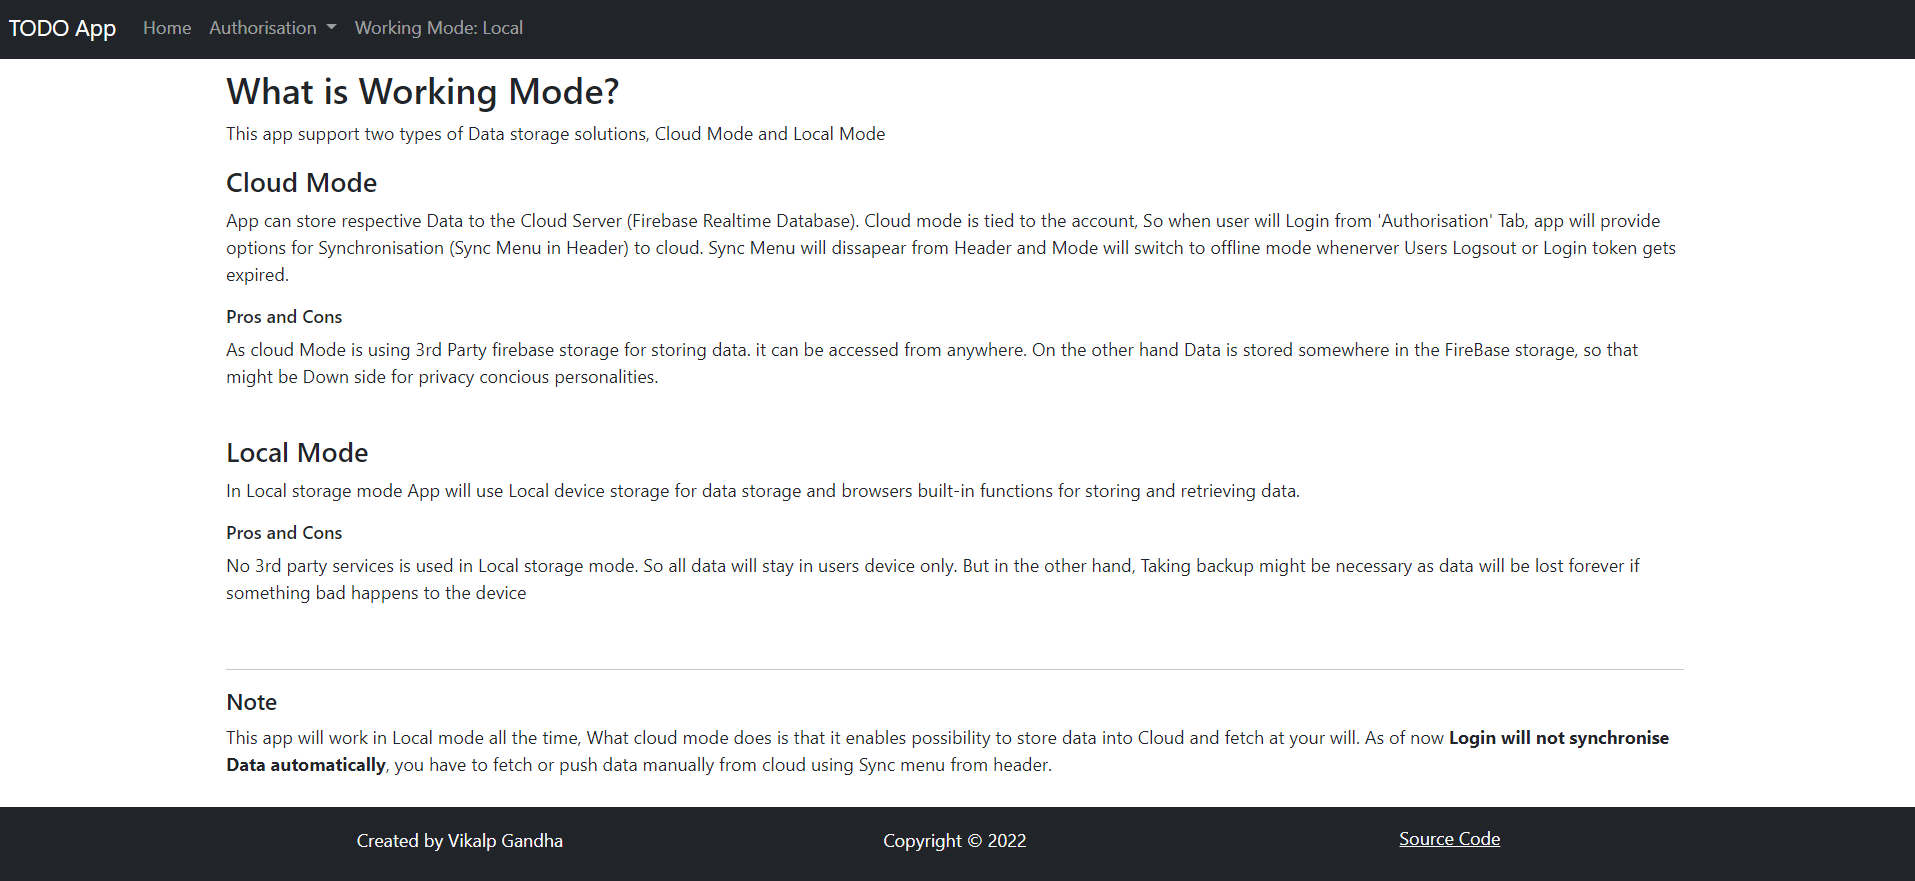 TODO App Home Authorisation Working Mode: Local
What is Working Mode?
This app support two types of Data storage solutions, Cloud Mode and Local Mode
Cloud Mode
App can store respective Data to the Cloud Server (Firebase Realtime Database). Cloud mode is tied to the account, So when user will Login from 'Authorisation' Tab, app will provide
options for Synchronisation (Sync Menu in Header) to cloud. Sync Menu will dissapear from Header and Mode will switch to offline mode whenerver Users Logsout or Login token gets
expired.
Pros and Cons
As cloud Mode is using 3rd Party firebase storage for storing data. it can be accessed from anywhere. On the other hand Data is stored somewhere in the FireBase storage, so that
might be Down side for privacy concious personalities.
Local Mode
In Local storage mode App will use Local device storage for data storage and browsers built-in functions for storing and retrieving data.
Pros and Cons
No 3rd party services is used in Local storage mode. So all data will stay in users device only. But in the other hand, Taking backup might be necessary as data will be lost forever if
something bad happens to the device
Note
This app will work in Local mode all the time, What cloud mode does is that it enables possibility to store data into Cloud and fetch at your will. As of now Login will not synchronise
Data automatically, you have to fetch or push data manually from cloud using Sync menu from header.
Created by Vikalp Gandha Copyright © 2022 Source Code